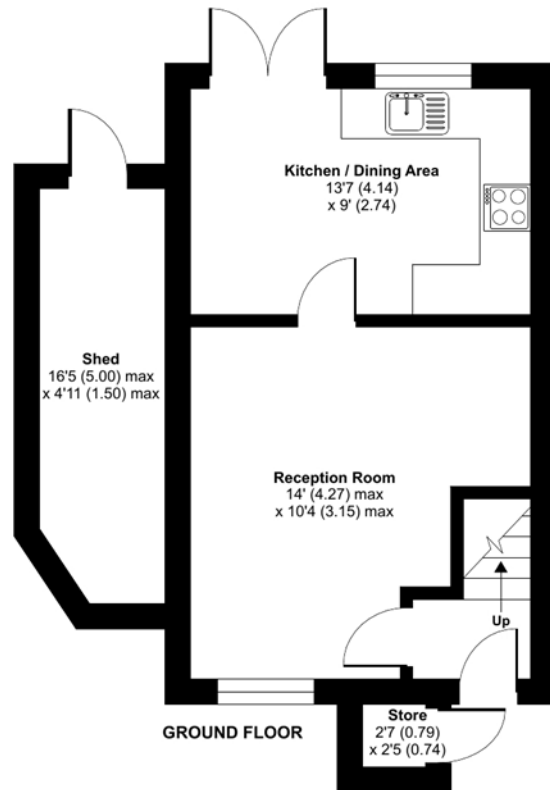 Kitchen / Dining Area
13'7 (4.14)
x 9' (2.74)
Shed
16'5 (5.00) max
x 4'11 (1.50) max
Reception Room
14' (4.27) max
x 10'4 (3.15) max
Up
Store
2'7 (0.79)
x 2'5 (0.74)
GROUND FLOOR